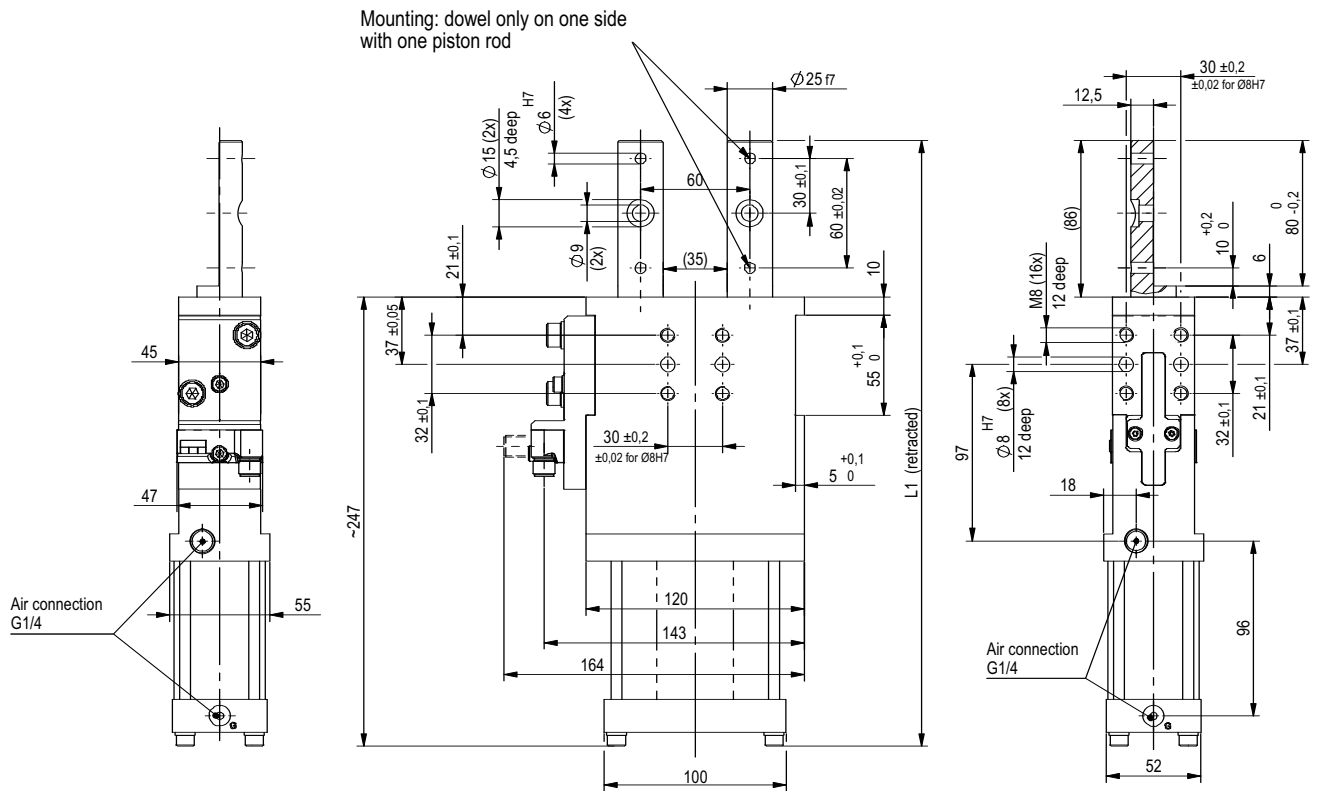 Mounting: dowel only on one side
with one piston rod
Ø 15 (2x)
4,5 deep
Ø 6 H7
(4x)
Ø 9
(2x)
60
(35)
Ø 25 f7
30 ±0,1
60 ±0,02
10
21 ±0,1
37 ±0,05
32 ±0,1
30 ±0,2
±0,02 for Ø8H7
55 +0,1 0
5 +0,1 0
L1 (retracted)
~247
120
143
164
100
45
47
55
Air connection
G1/4
30 ±0,2
±0,02 for Ø8H7
12,5
(86)
10 +0,2 0
80 0 -0,2
6
M8 (16x)
12 deep
Ø 8 H7 (8x)
12 deep
37 ±0,1
21 ±0,1
32 ±0,1
97
18
96
Air connection
G1/4
52
G
G